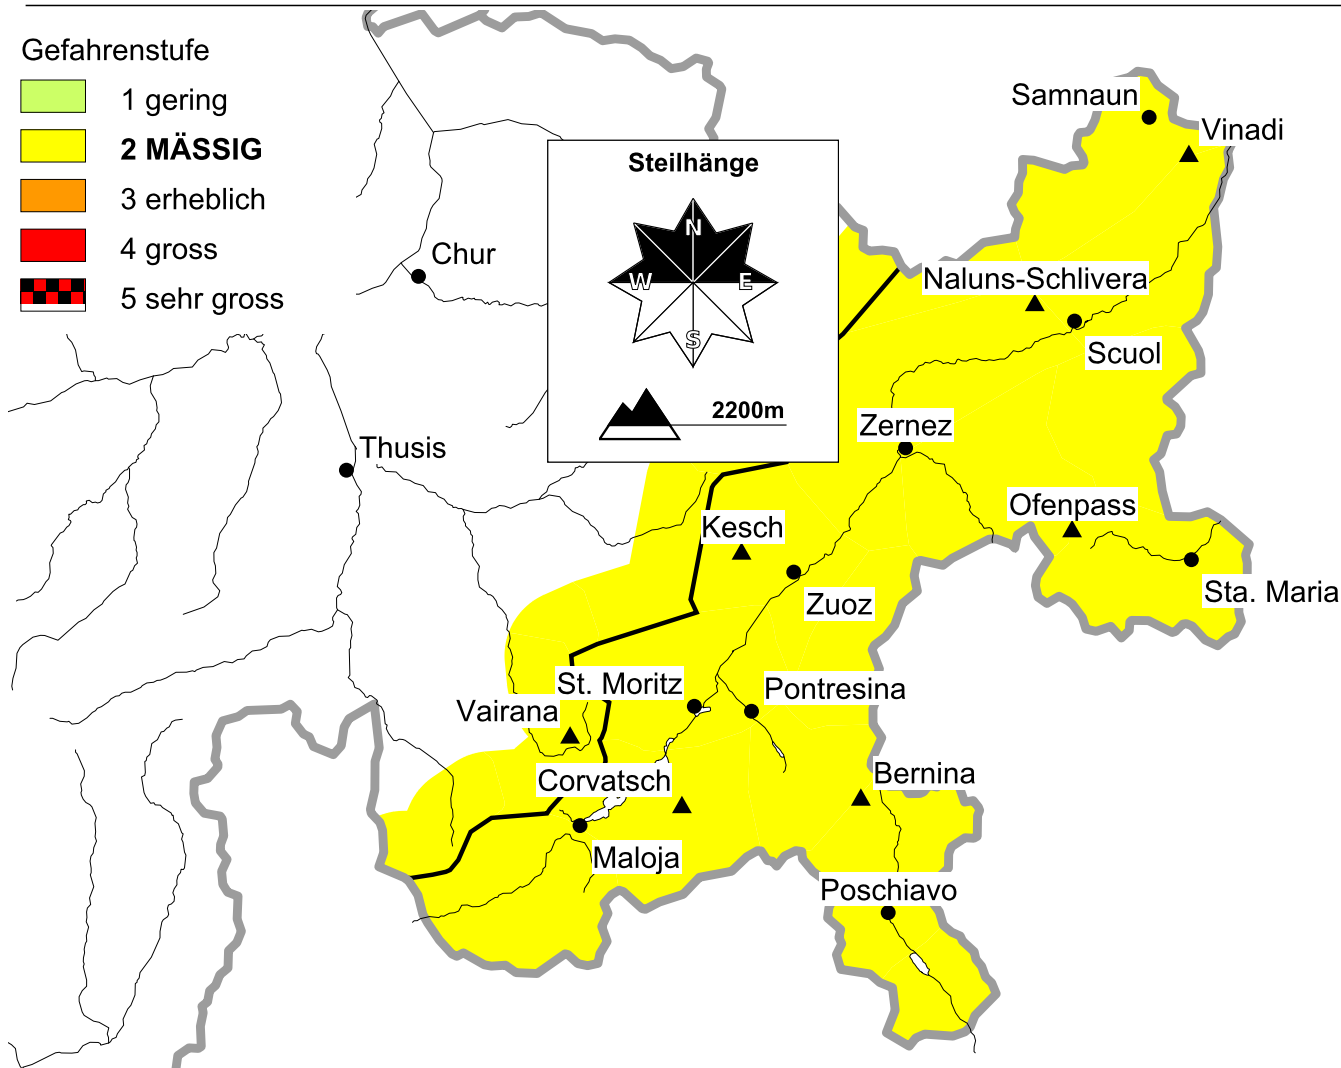 Gefahrenstufe
1 gering
2 MÄSSIG
3 erheblich
4 gross
5 sehr gross
Steilhänge
N
W E
S
2200m
Samnaun
Vinadi
Chur
Naluns-Schlivera
Scuol
Zernez
Thusis
Ofenpass
Kesch
Sta. Maria
Zuoz
St. Moritz
Pontresina
Vairana
Corvatsch
Bernina
Maloja
Poschiavo